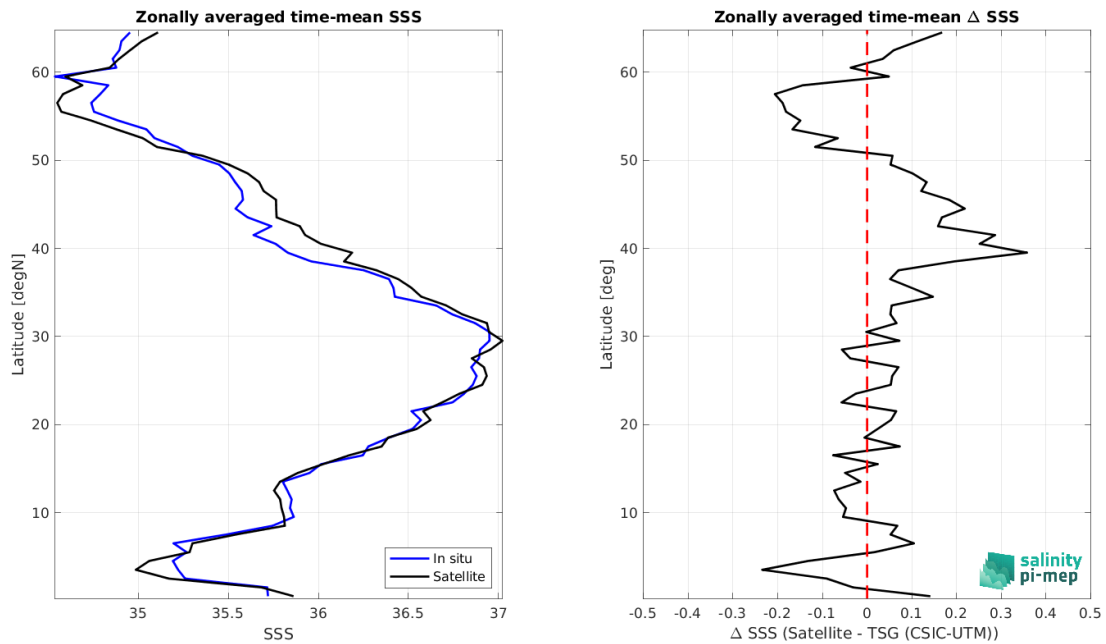 Zonally averaged time-mean SSS
60
50
40
30
20
10
Latitude [degN]
35
35.5
36
36.5
37
SSS
In situ
Satellite
Zonally averaged time-mean Δ SSS
60
50
40
30
20
10
Latitude [deg]
-0.5
-0.4
-0.3
-0.2
-0.1
0
0.1
0.2
0.3
0.4
0.5
Δ SSS (Satellite - TSG (CSIC-UTM))
salinity
pi-mep